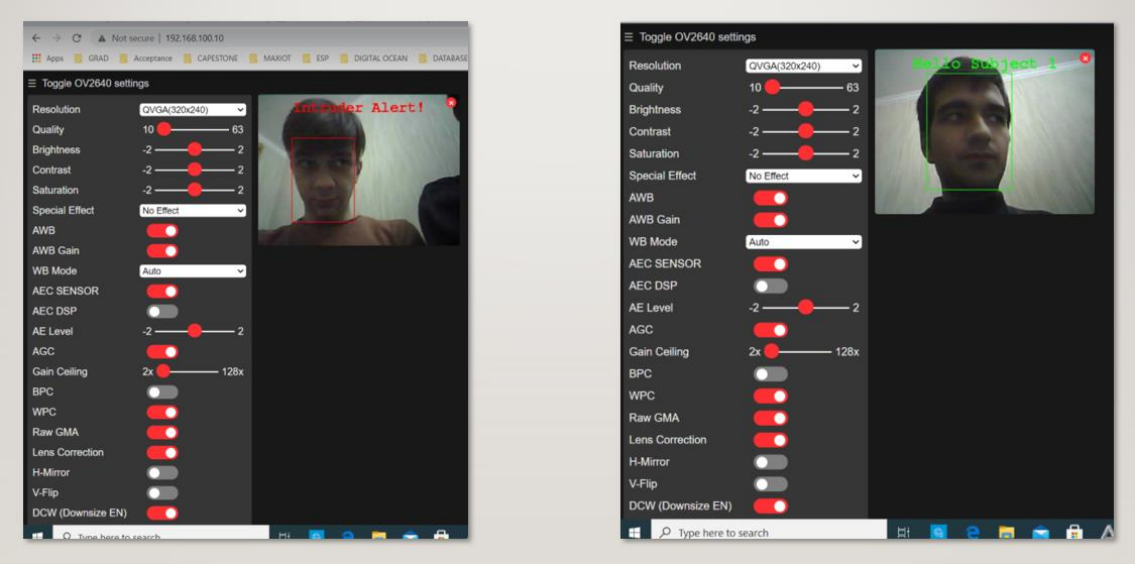 Not secure | 192.168.100.10
Apps GRAD Acceptance CAPESTONE MAXIOT ESP DIGITAL OCEAN DATABASE
Toggle OV2640 settings
Resolution QVGA(320x240)
Quality 10 63
Brightness -2 2
Contrast -2 2
Saturation -2 2
Special Effect No Effect
AWB
AWB Gain
WB Mode Auto
AEC SENSOR
AEC DSP
AE Level -2 2
AGC
Gain Ceiling 2x 128x
BPC
WPC
Raw GMA
Lens Correction
H-Mirror
V-Flip
DCW (Downsize EN)
Type here to search
Intruder Alert!
Toggle OV2640 settings
Resolution QVGA(320x240)
Quality 10 63
Brightness -2 2
Contrast -2 2
Saturation -2 2
Special Effect No Effect
AWB
AWB Gain
WB Mode Auto
AEC SENSOR
AEC DSP
AE Level -2 2
AGC
Gain Ceiling 2x 128x
BPC
WPC
Raw GMA
Lens Correction
H-Mirror
V-Flip
DCW (Downsize EN)
Type here to search
Hello Subject 1